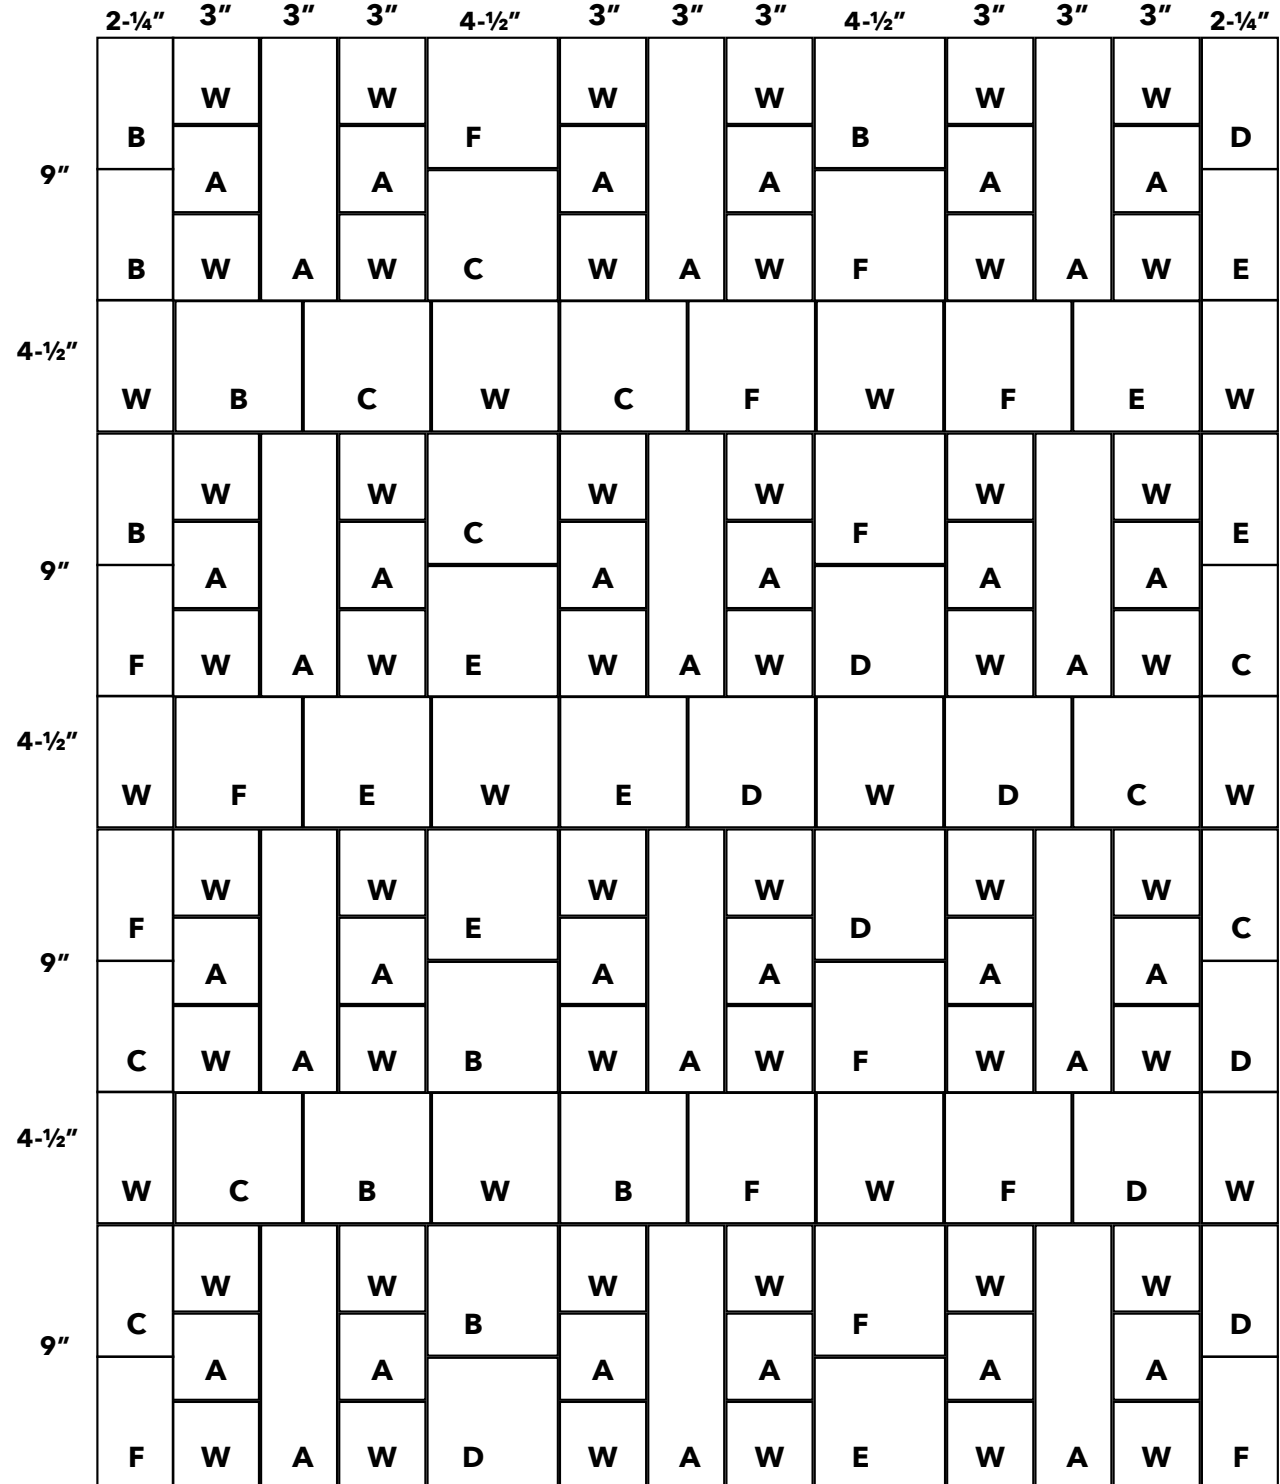 2-¼” 3” 3” 3” 4-½” 3” 3” 3” 4-½” 3” 3” 3” 2-¼”
W W W W W W
B F B D
9”
A A A A A A
B W A W C W A W F W A W E
4-½”
W B C W C F W F E W
W W W W W W
B C F E
9”
A A A A A A
F W A W E W A W D W A W C
4-½”
W F E W E D W D C W
W W W W W W
F E D C
9”
A A A A A A
C W A W B W A W F W A W D
4-½”
W C B W B F W F D W
W W W W W W
C B F D
9”
A A A A A A
F W A W D W A W E W A W F